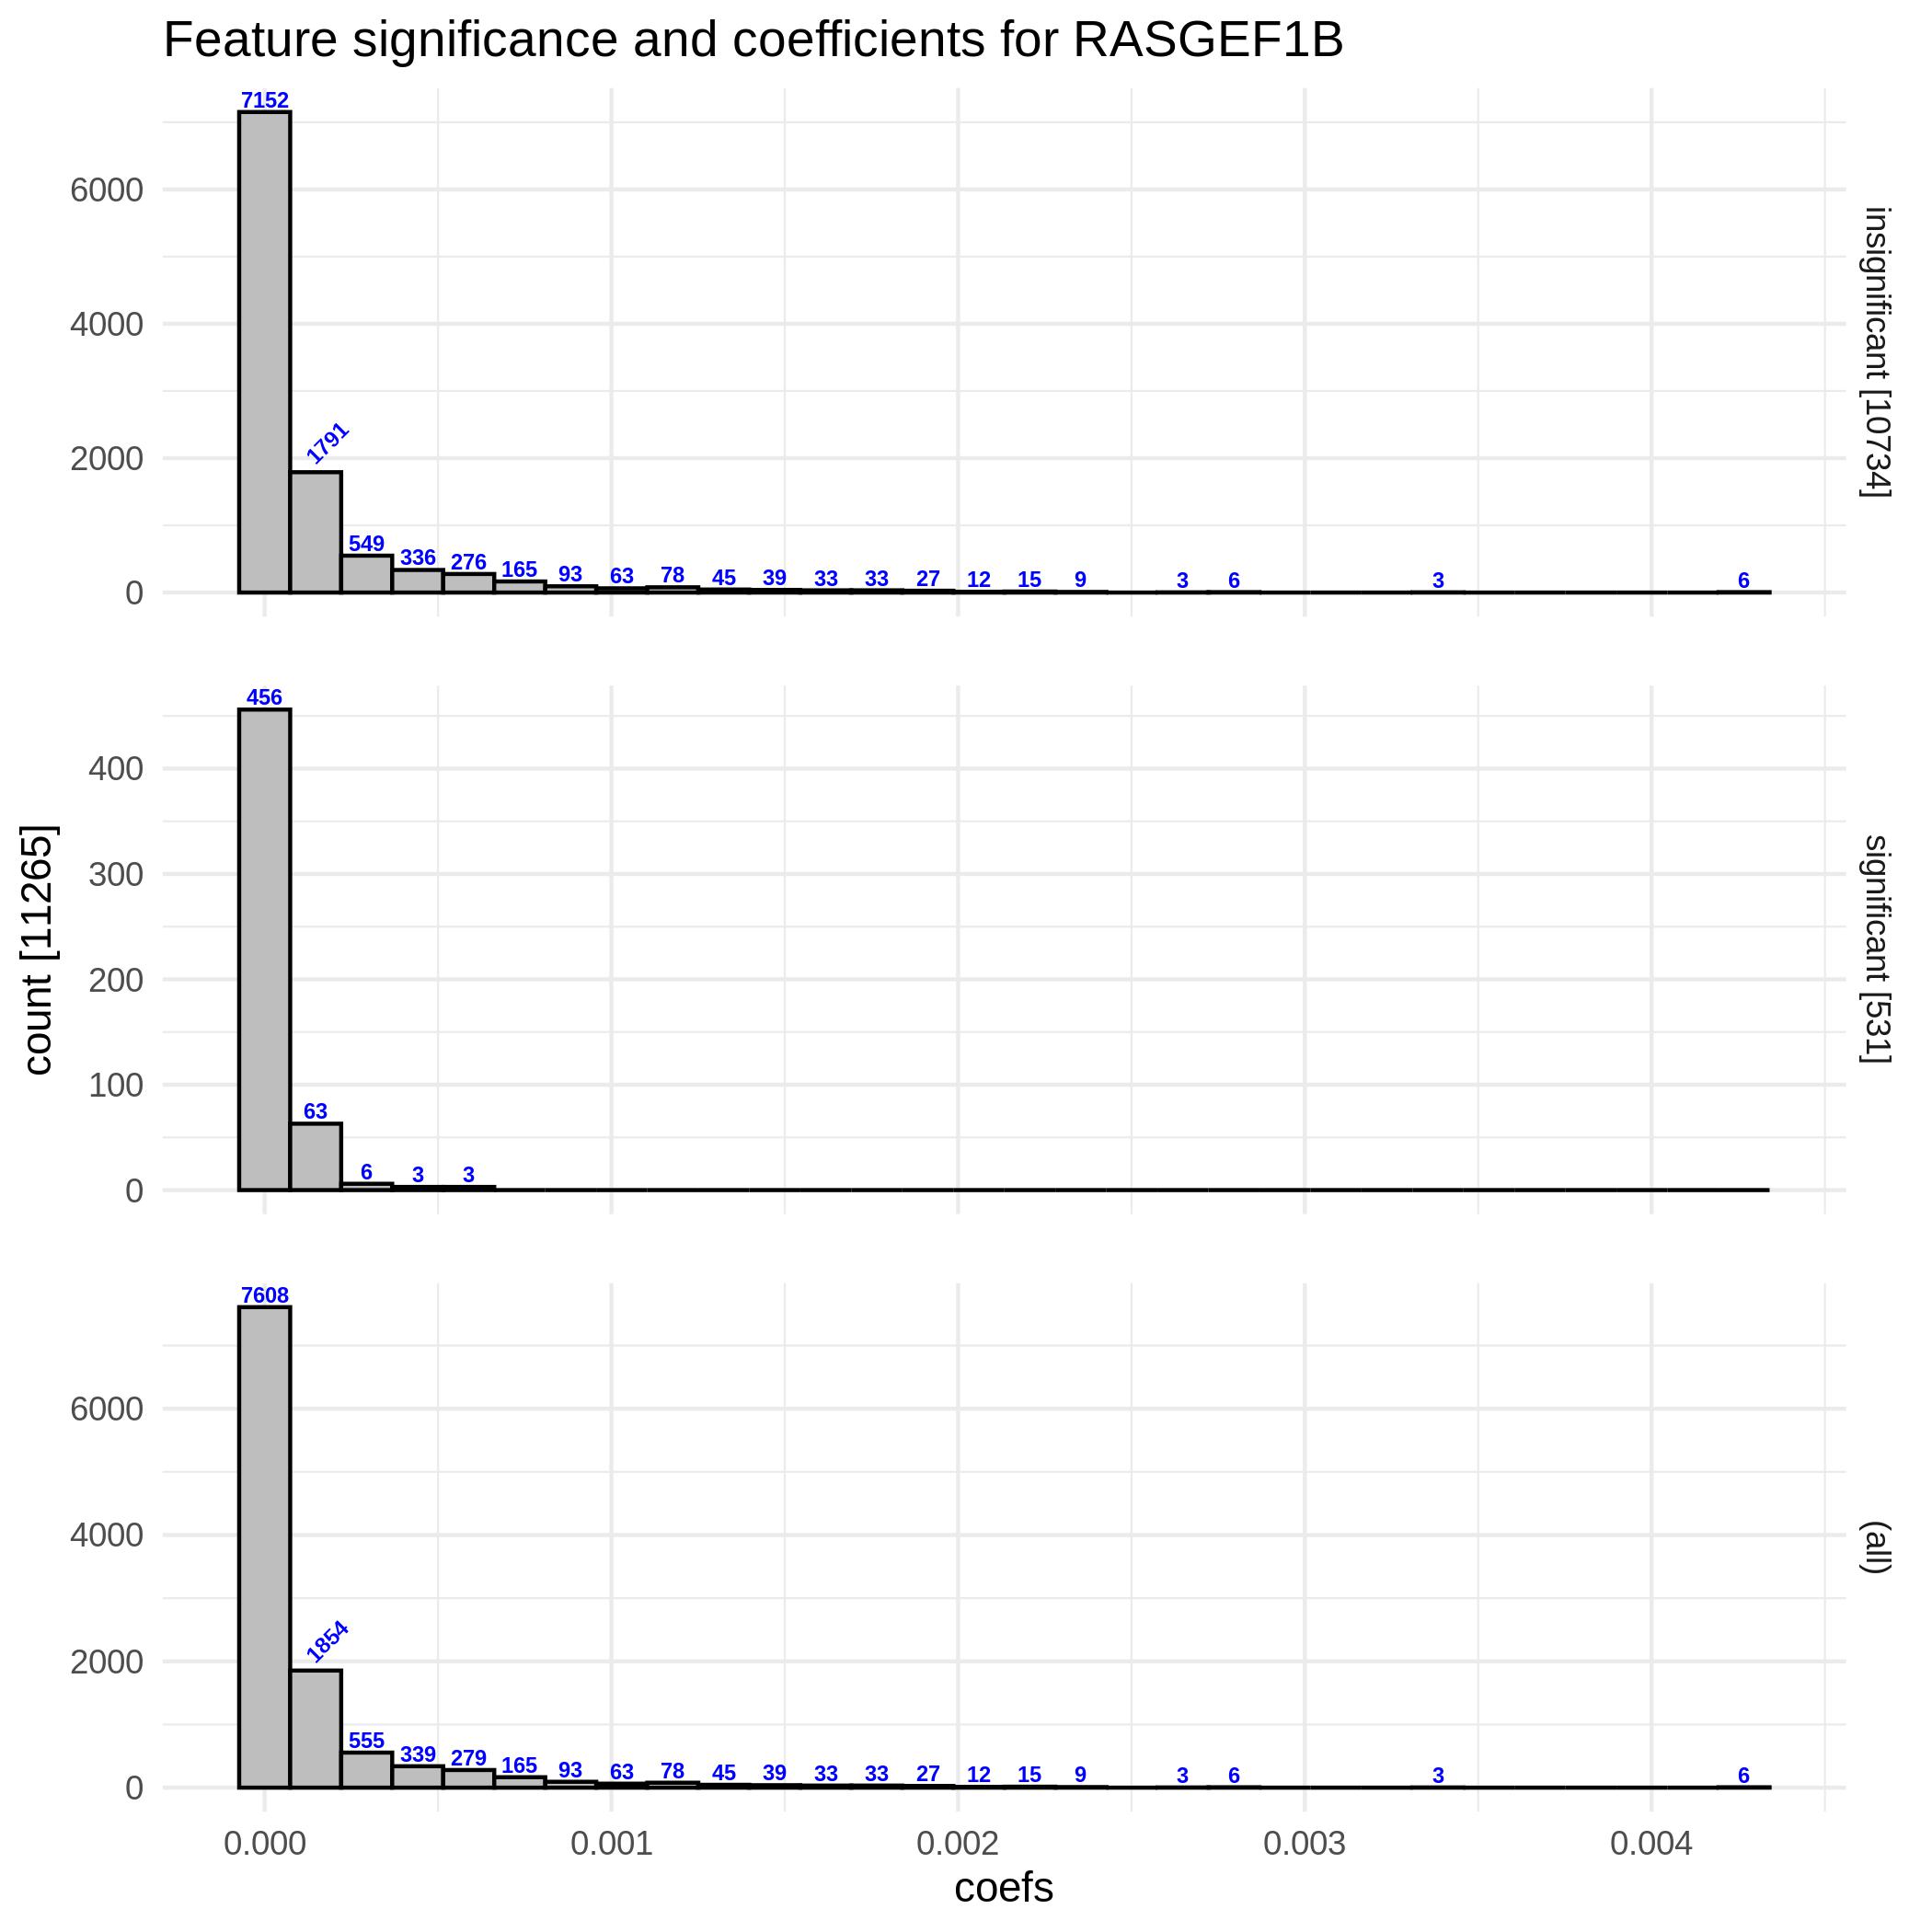 Feature significance and coefficients for RASGEF1B
7152
6000
4000
2000
0
1791
549 336 276 165 93 63 78 45 39 33 33 27 12 15 9 3 6 3 6
insignificant [10734]
456
400
300
200
100
0
63
6 3 3
significant [531]
count [11265]
7608
6000
4000
2000
0
1854
555 339 279 165 93 63 78 45 39 33 33 27 12 15 9 3 6 3 6
(all)
0.000 0.001 0.002 0.003 0.004
coefs